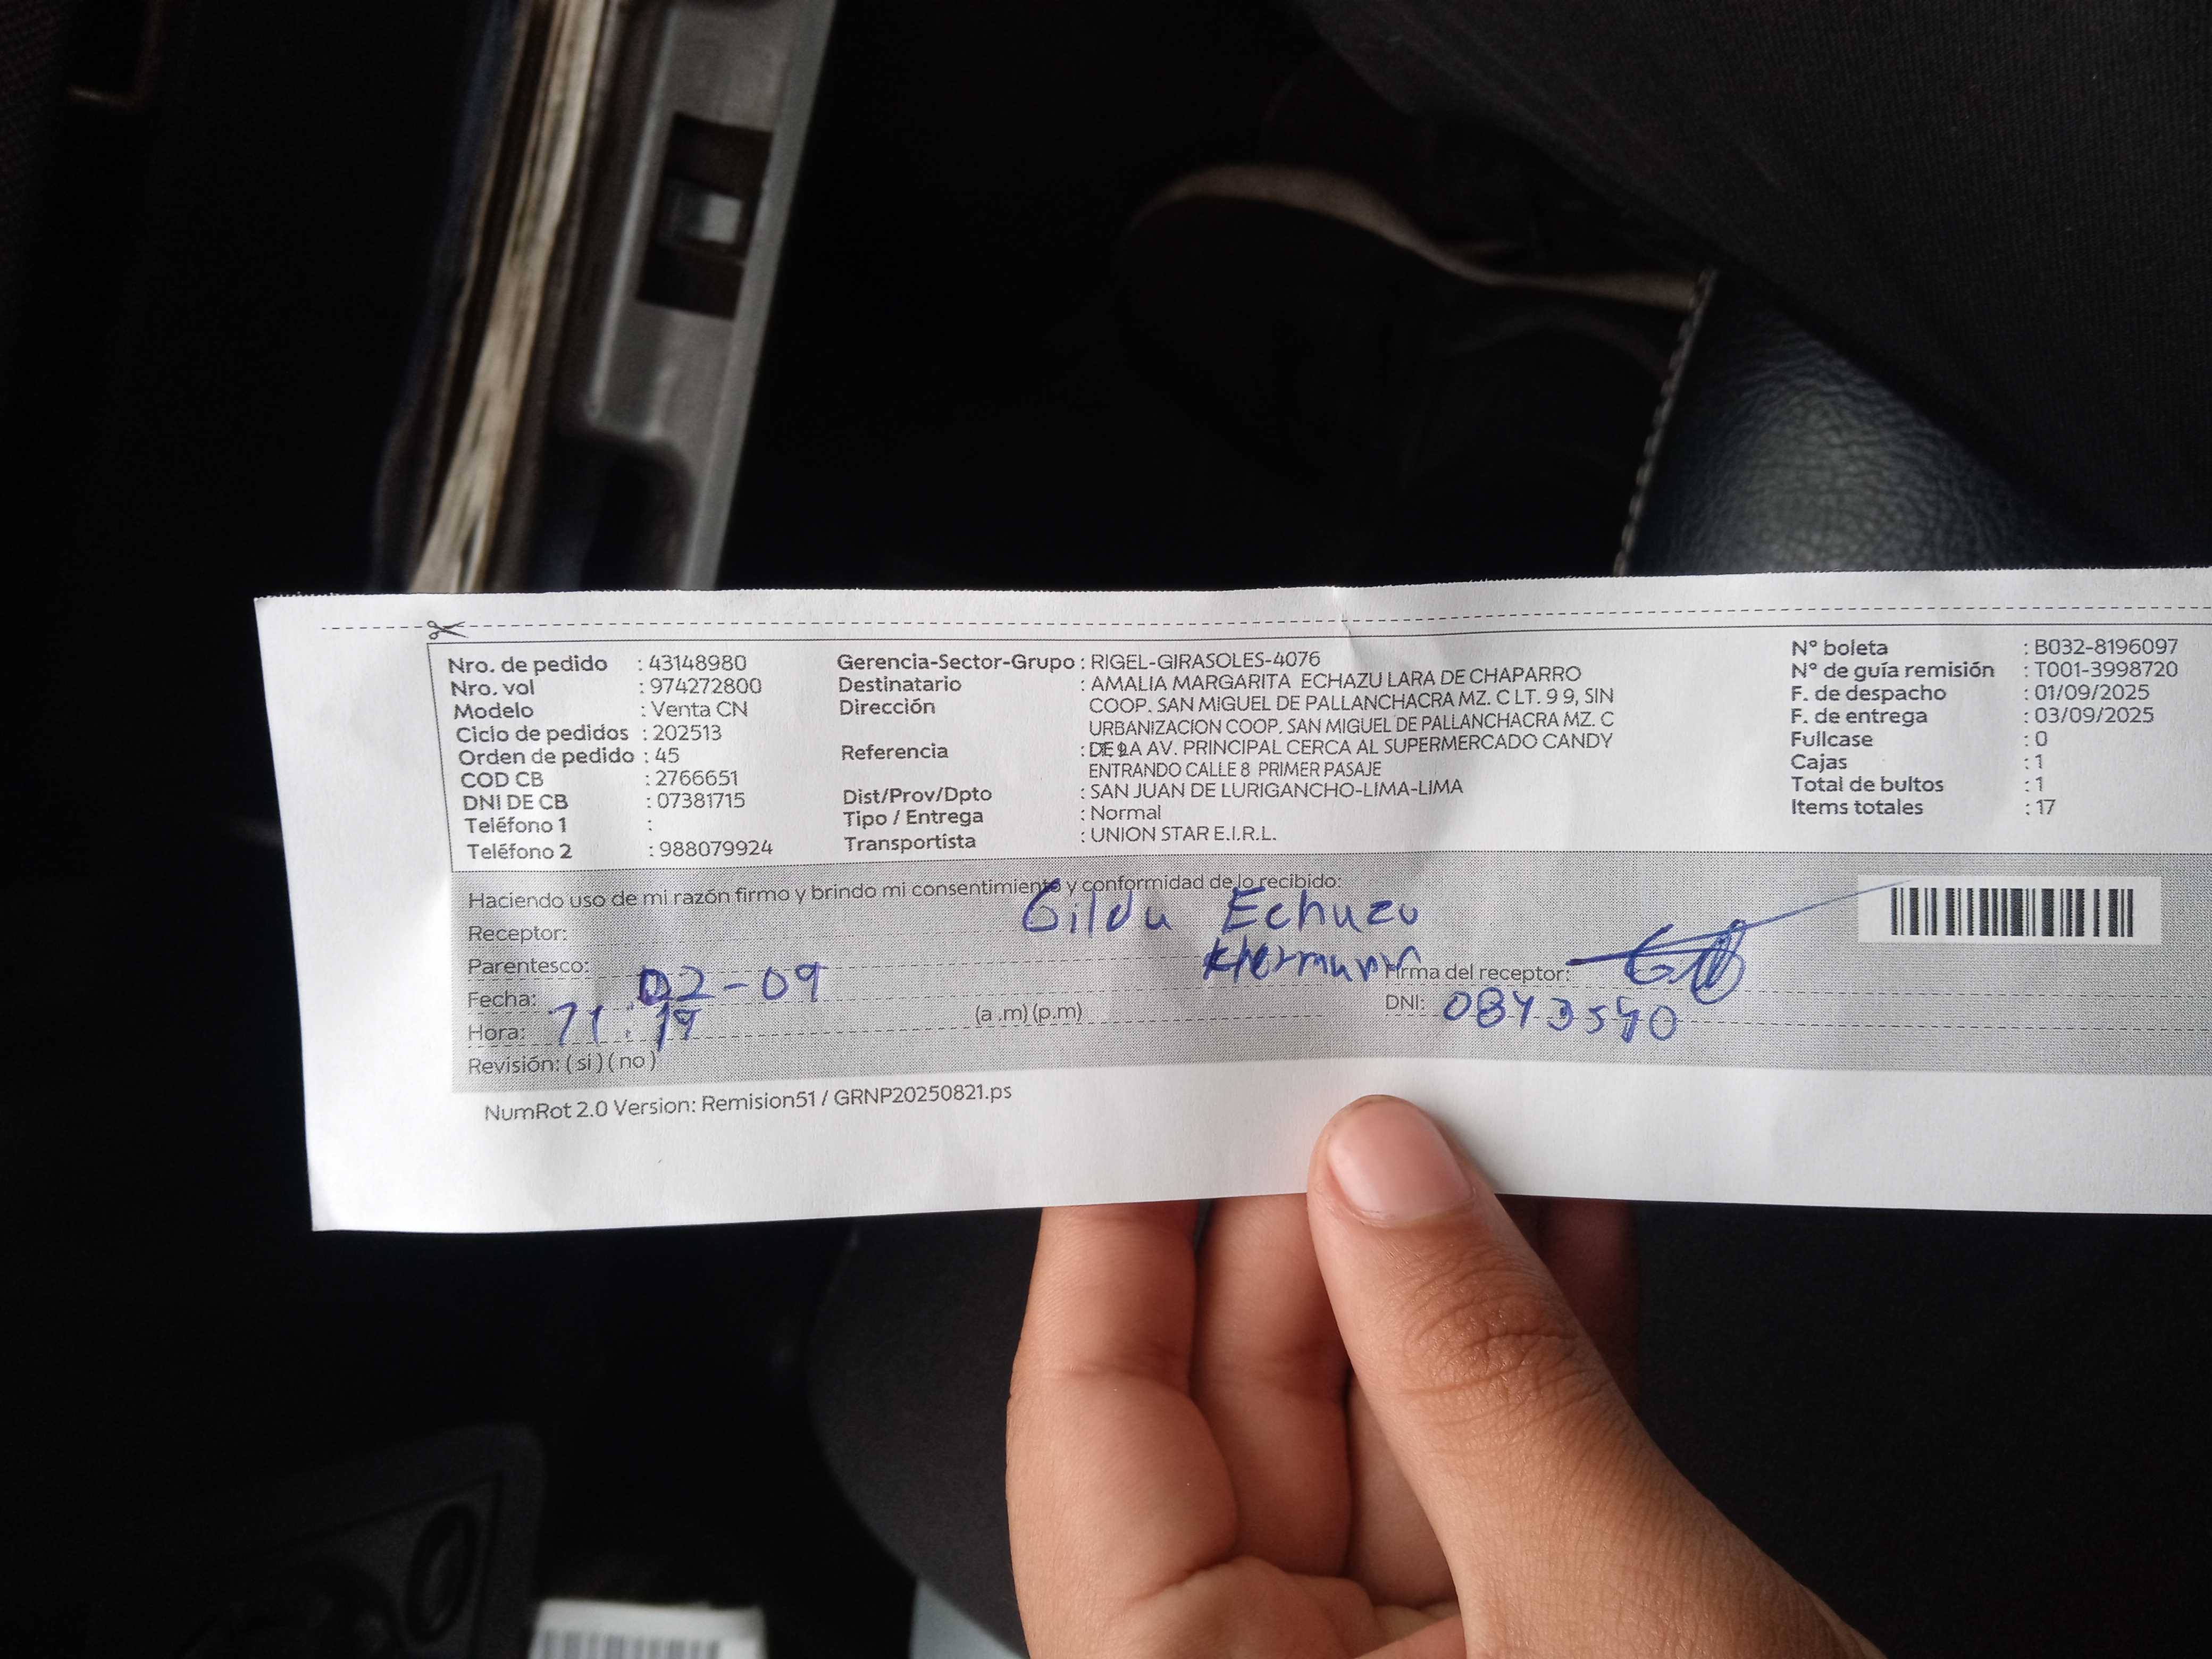 Nro. de pedido : 43148980
Nro. vol : 974272800
Modelo : Venta CN
Ciclo de pedidos : 202513
Orden de pedido : 45
COD CB : 2766651
DNI DE CB : 07381715
Teléfono 1 :
Teléfono 2 : 988079924
Gerencia-Sector-Grupo : RIGEL-GIRASOLES-4076
Destinatario : AMALIA MARGARITA ECHAZU LARA DE CHAPARRO
Dirección COOP. SAN MIGUEL DE PALLANCHACRA MZ. C LT. 9 9, SIN
URBANIZACION COOP. SAN MIGUEL DE PALLANCHACRA MZ. C
Referencia : DE LA AV. PRINCIPAL CERCA AL SUPERMERCADO CANDY
ENTRANDO CALLE 8 PRIMER PASAJE
Dist/Prov/Dpto : SAN JUAN DE LURIGANCHO-LIMA-LIMA
Tipo / Entrega : Normal
Transportista : UNION STAR E.I.R.L.
N° boleta : B032-8196097
N° de guía remisión : T001-3998720
F. de despacho : 01/09/2025
F. de entrega : 03/09/2025
Fullcase : 0
Cajas : 1
Total de bultos : 1
Items totales : 17
Haciendo uso de mi razón firmo y brindo mi consentimiento y conformidad de lo recibido:
Receptor: Gilda Echazu
Parentesco: Hermana
Firma del receptor:
Fecha: 02-09
DNI:
Hora: (a .m) (p.m)
Revisión: ( si ) ( no )
NumRot 2.0 Version: Remision51 / GRNP20250821.ps